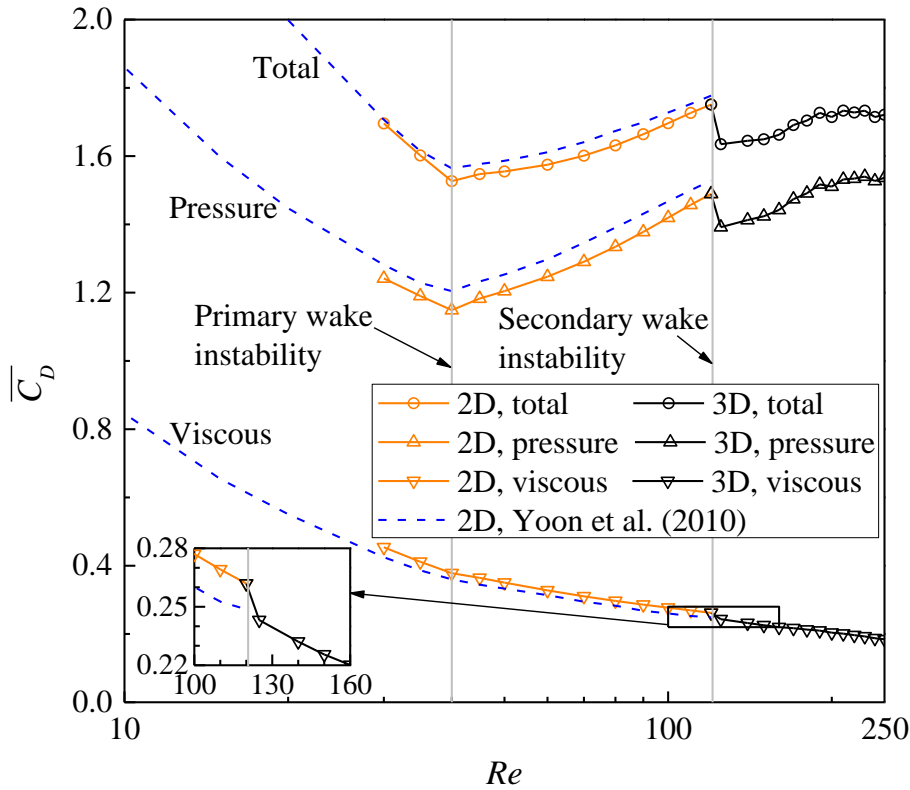 2.0
1.6
1.2
0.8
0.4
0.0
C_D
Total
Pressure
Viscous
Primary wake
instability
Secondary wake
instability
2D, total
3D, total
2D, pressure
3D, pressure
2D, viscous
3D, viscous
2D, Yoon et al. (2010)
0.28
0.25
0.22
100
130
160
10
100
250
Re